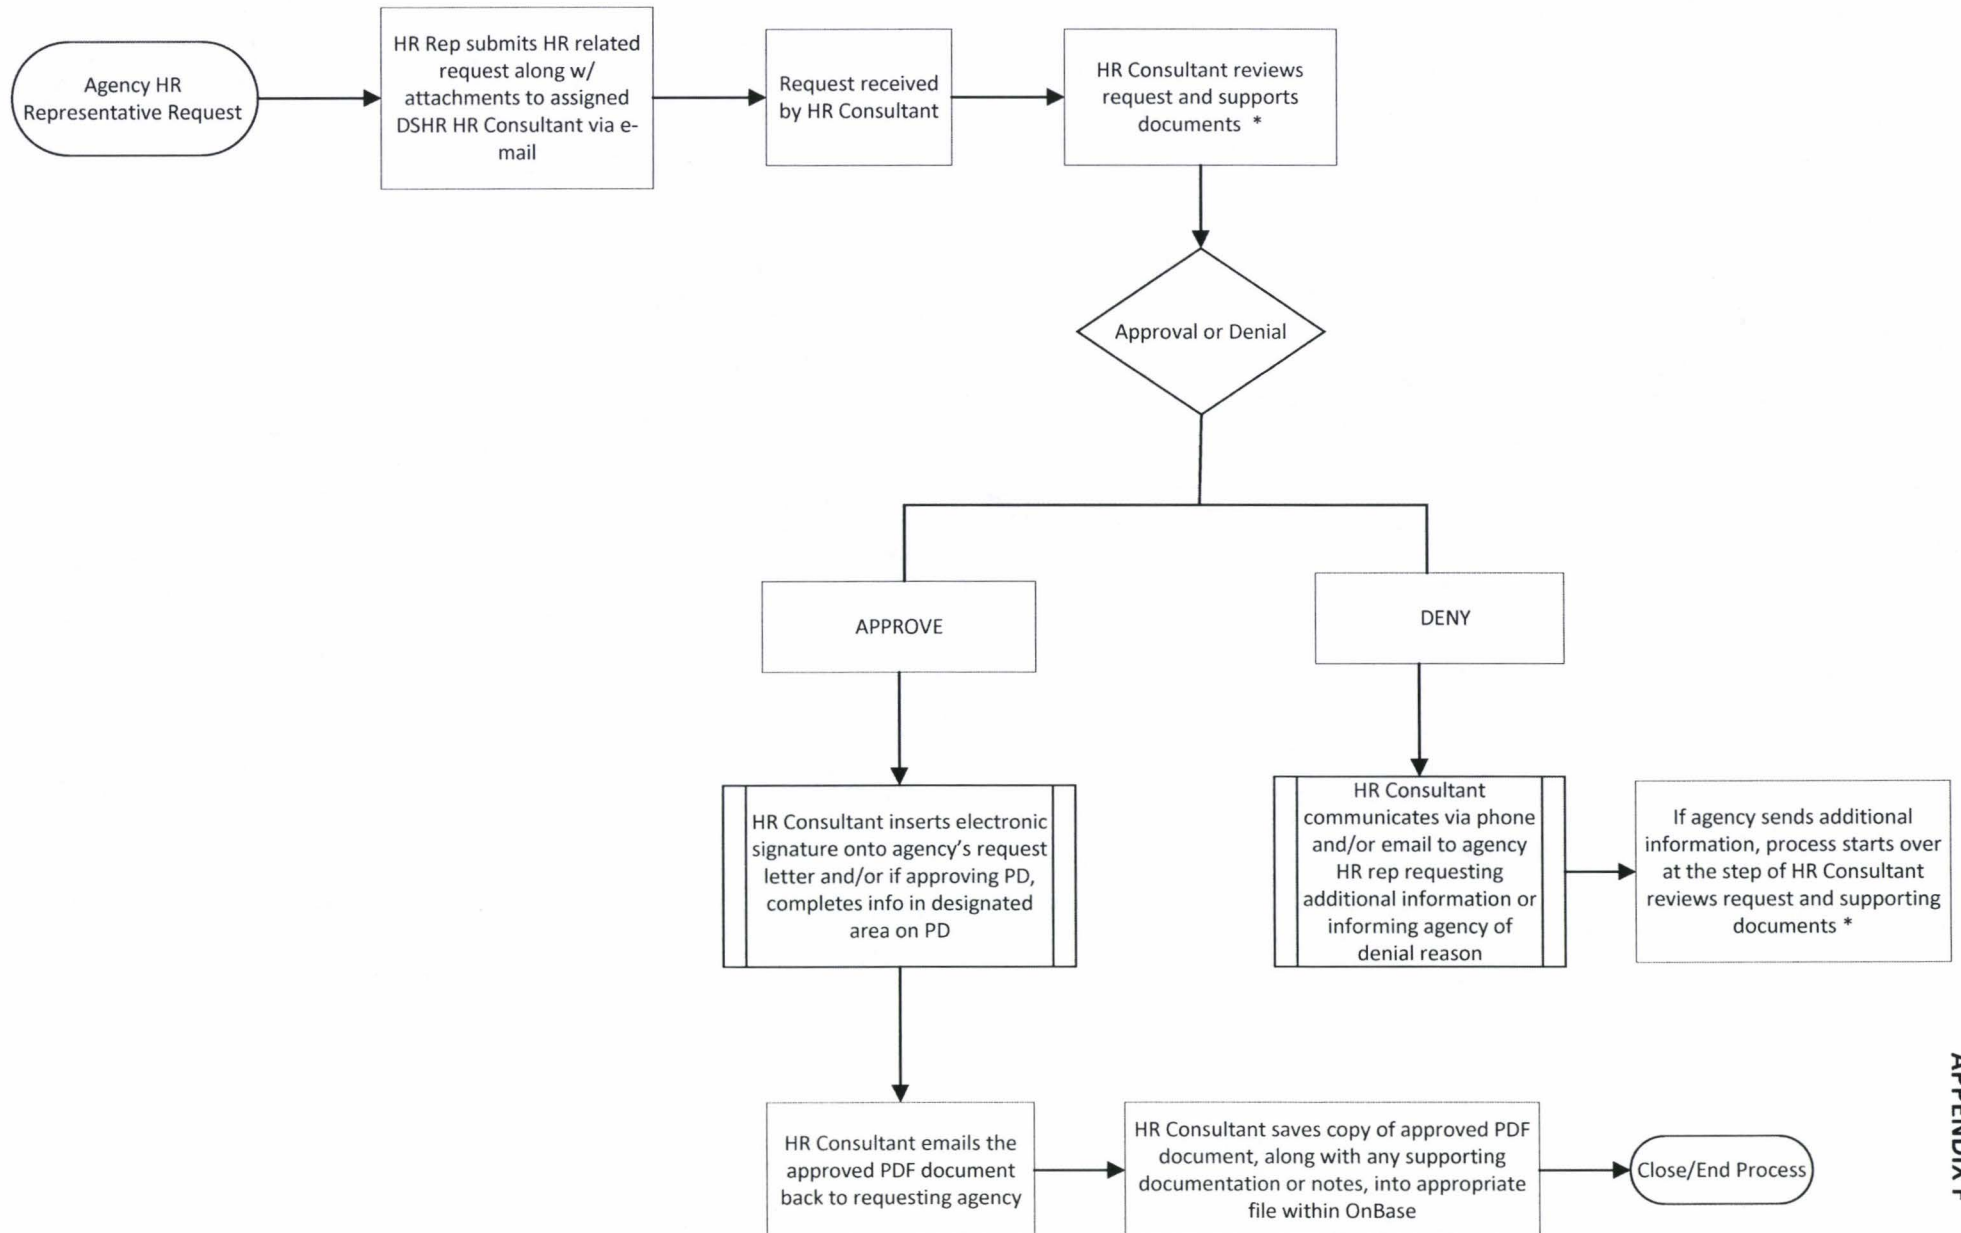 Agency HR
Representative Request
HR Rep submits HR related
request along w/
attachments to assigned
DSHR HR Consultant via e-
mail
Request received
by HR Consultant
HR Consultant reviews
request and supports
documents *
Approval or Denial
APPROVE
DENY
HR Consultant inserts electronic
signature onto agency’s request
letter and/or if approving PD,
completes info in designated
area on PD
HR Consultant
communicates via phone
and/or email to agency
HR rep requesting
additional information or
informing agency of
denial reason
If agency sends additional
information, process starts over
at the step of HR Consultant
reviews request and supporting
documents *
HR Consultant emails the
approved PDF document
back to requesting agency
HR Consultant saves copy of approved PDF
document, along with any supporting
documentation or notes, into appropriate
file within OnBase
Close/End Process
APPENDIX